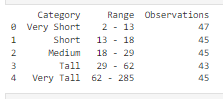 Category Range Observations
0 Very Short 2 - 13 47
1 Short 13 - 18 45
2 Medium 18 - 29 45
3 Tall 29 - 62 43
4 Very Tall 62 - 285 45